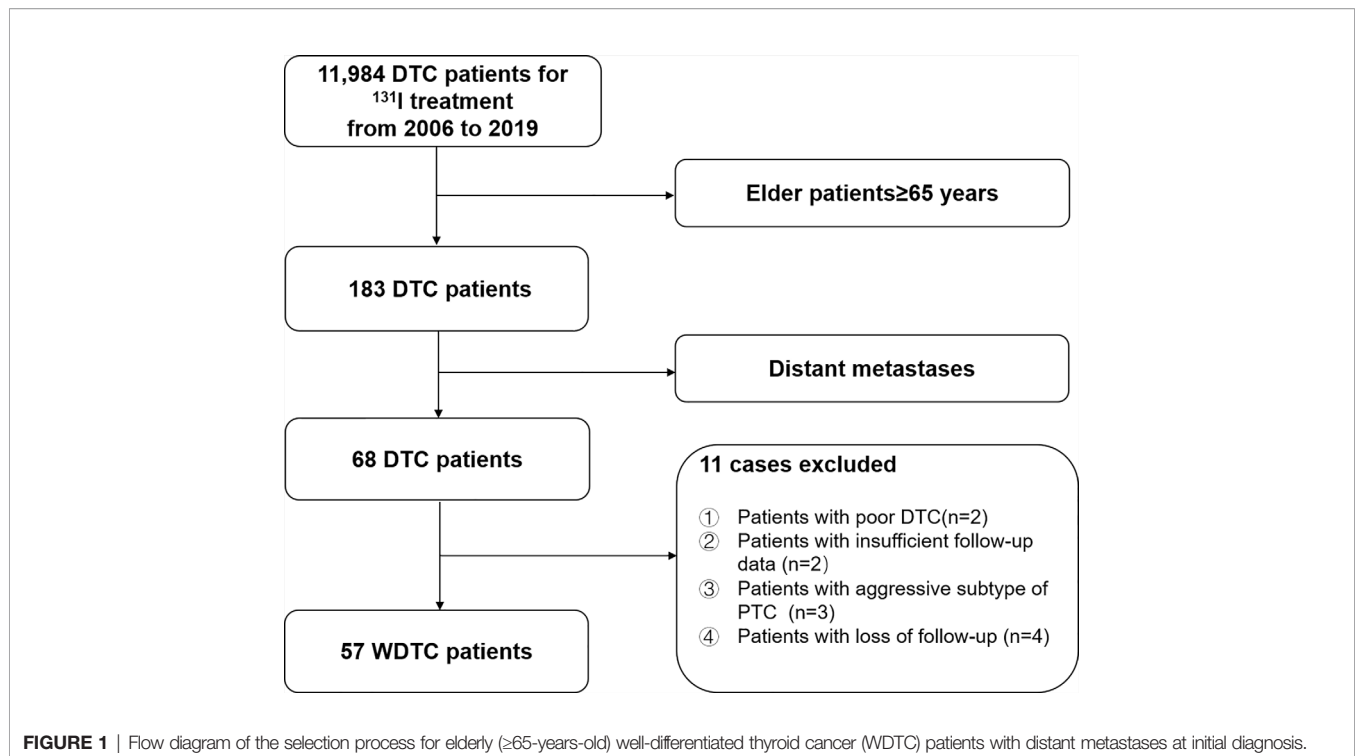 11,984 DTC patients for
¹³¹I treatment
from 2006 to 2019
Elder patients≥65 years
183 DTC patients
Distant metastases
68 DTC patients
11 cases excluded
① Patients with poor DTC(n=2)
② Patients with insufficient follow-up
data (n=2)
③ Patients with aggressive subtype of
PTC (n=3)
④ Patients with loss of follow-up (n=4)
57 WDTC patients
FIGURE 1 | Flow diagram of the selection process for elderly (≥65-years-old) well-differentiated thyroid cancer (WDTC) patients with distant metastases at initial diagnosis.